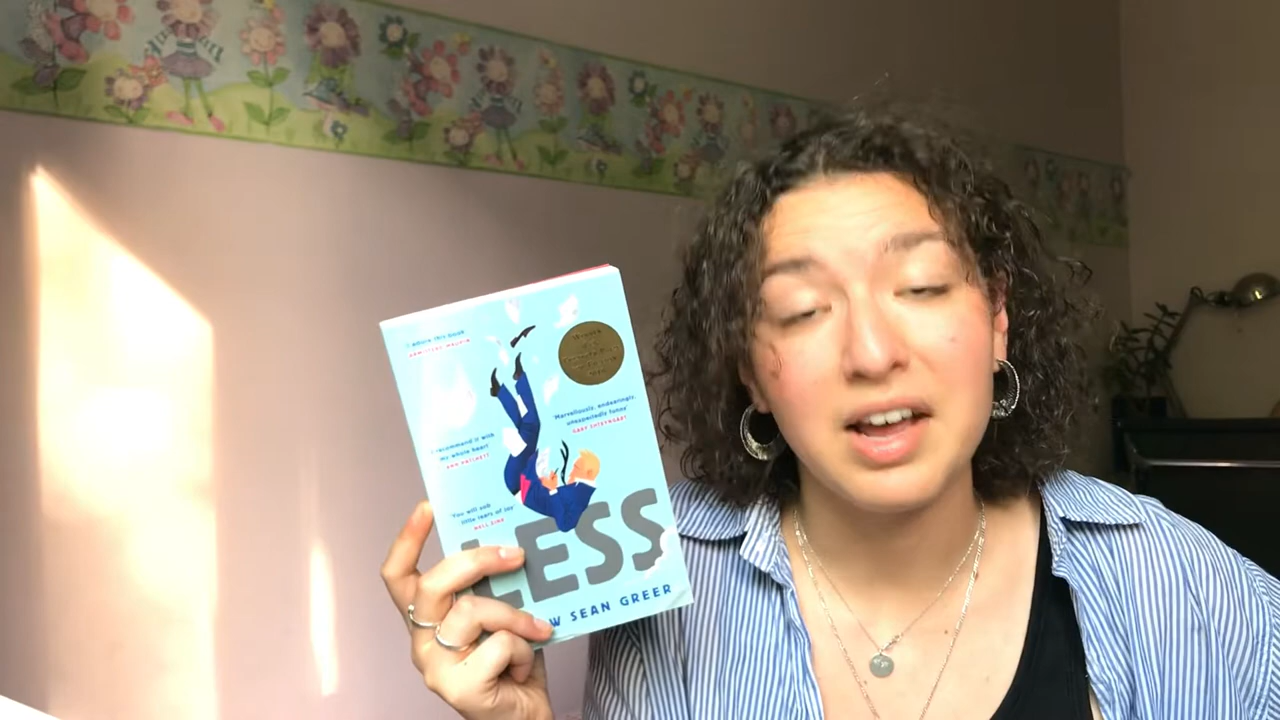 'I adore this book'
ARMISTEAD MAUPIN
'Marvellously, endearingly,
unexpectedly funny'
GARY SHTEYNGART
'I recommend it with
my whole heart'
ANN PATCHETT
'You will sob
little tears of joy'
NELL ZINK
LESS
W SEAN GREER